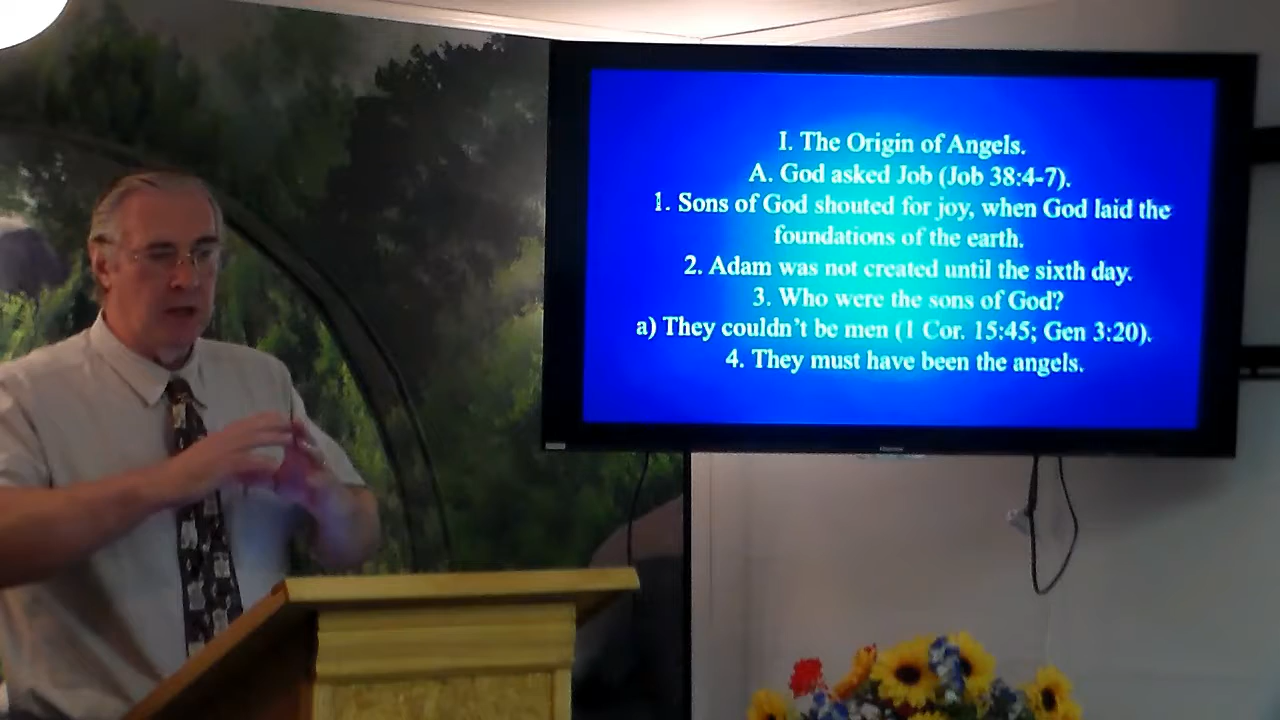 I. The Origin of Angels.
A. God asked Job (Job 38:4-7).
1. Sons of God shouted for joy, when God laid the
foundations of the earth.
2. Adam was not created until the sixth day.
3. Who were the sons of God?
a) They couldn't be men (1 Cor. 15:45; Gen 3:20).
4. They must have been the angels.